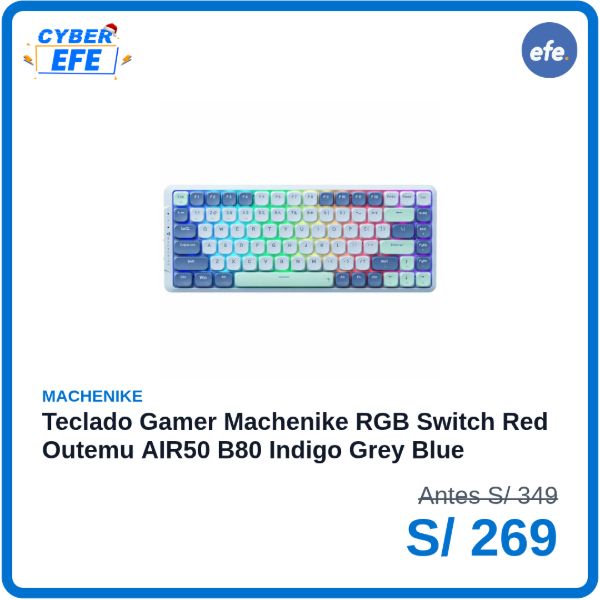 CYBER
EFE
efe.
MACHENIKE
Teclado Gamer Machenike RGB Switch Red
Outemu AIR50 B80 Indigo Grey Blue
Antes S/ 349
S/ 269